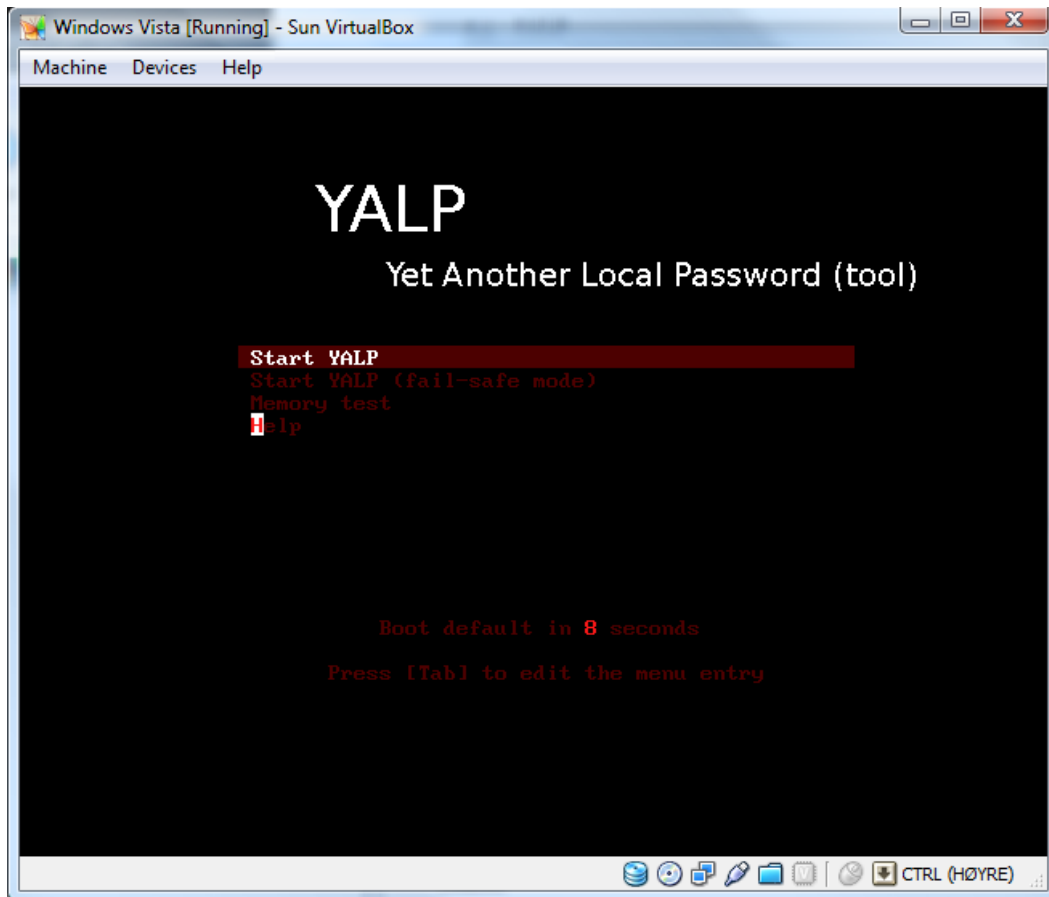 Windows Vista [Running] - Sun VirtualBox
Machine Devices Help
YALP
Yet Another Local Password (tool)
Start YALP
Start YALP (fail-safe mode)
Memory test
Help
Boot default in 8 seconds
Press [Tab] to edit the menu entry
CTRL (HØYRE)